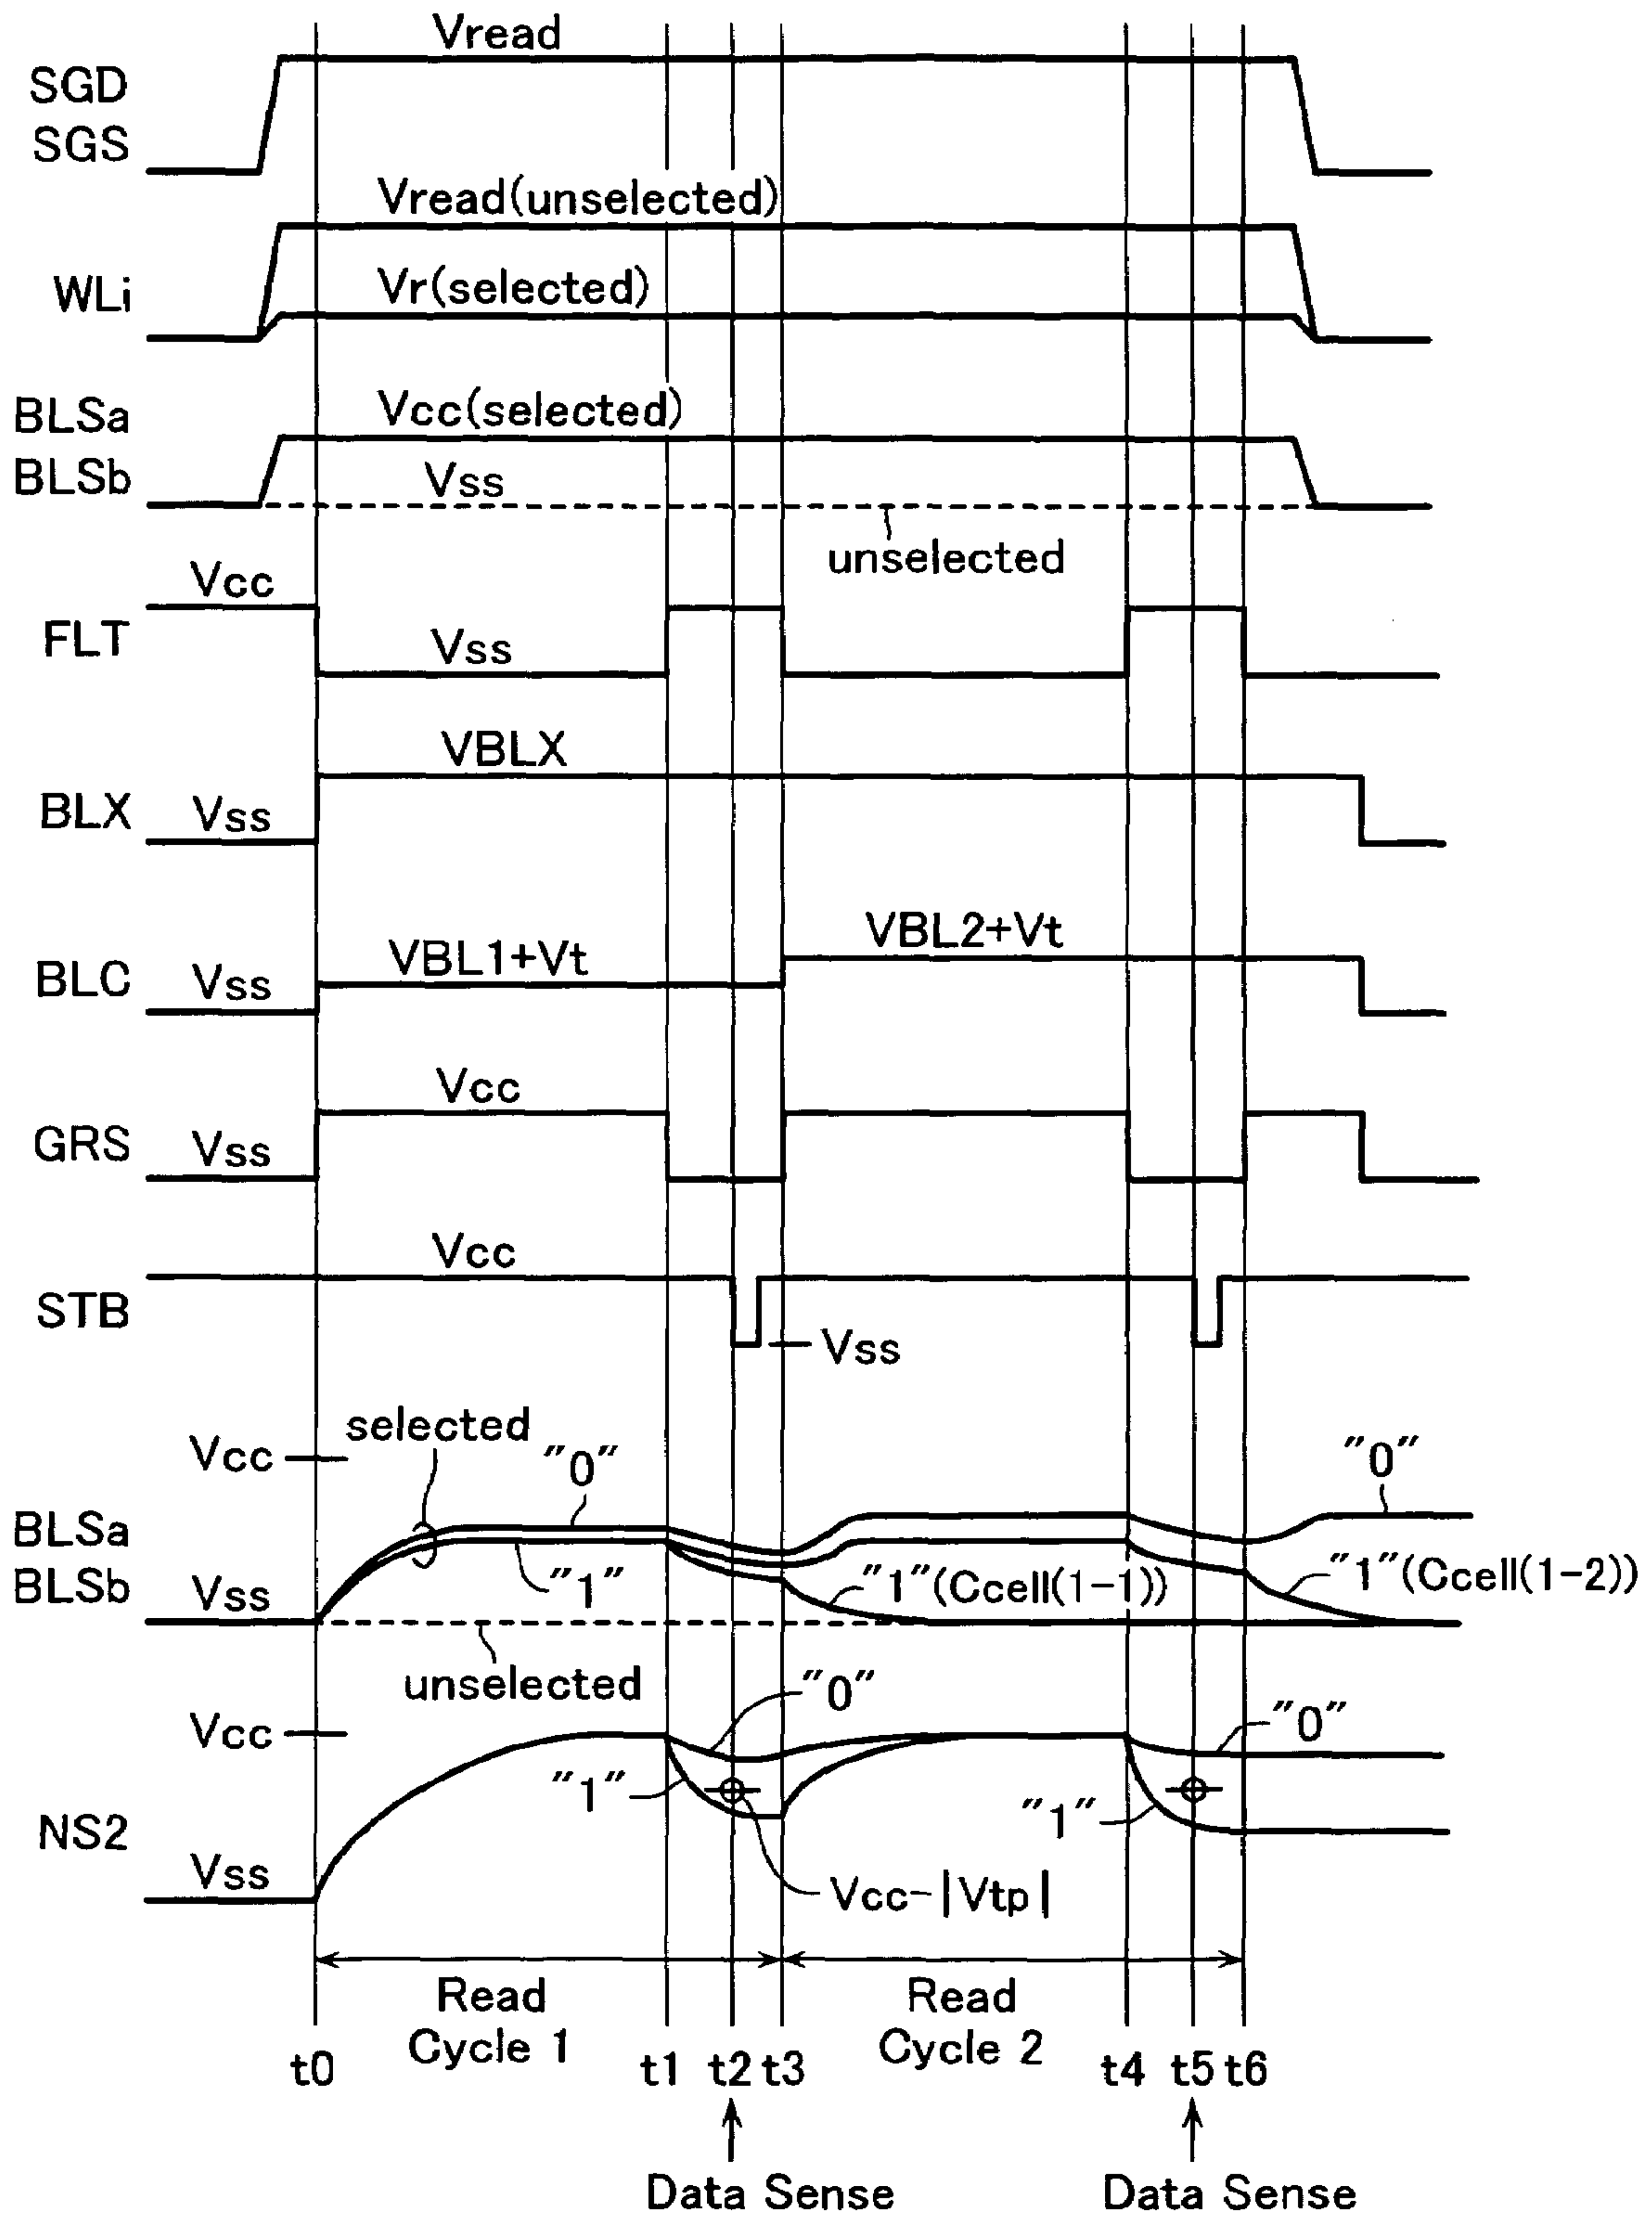 Vread
SGD
SGS
Vread(unselected)
WLi
Vr(selected)
BLSa
Vcc(selected)
BLSb
Vss
unselected
Vcc
FLT
Vss
VBLX
BLX
Vss
VBL2+Vt
VBL1+Vt
BLC
Vss
Vcc
GRS
Vss
Vcc
STB
Vss
selected
Vcc
"0"
"0"
BLSa
BLSb
Vss
"1"
"1"(Ccell(1-1))
"1"(Ccell(1-2))
unselected
"0"
Vcc
"0"
"1"
"1"
NS2
Vss
Vcc-|Vtp|
Read
Cycle 1
Read
Cycle 2
t0
t1
t2
t3
t4
t5
t6
Data Sense
Data Sense